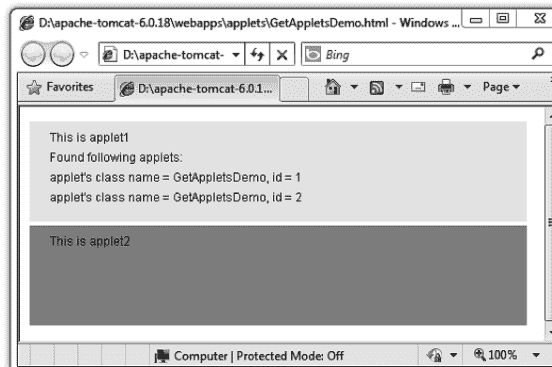 D:\apache-tomcat-6.0.18\webapps\applets\GetAppletsDemo.html - Windows ...
D:\apache-tomcat-
Bing
Favorites
D:\apache-tomcat-6.0.1...
Page
This is applet1
Found following applets:
applet's class name = GetAppletsDemo, id = 1
applet's class name = GetAppletsDemo, id = 2
This is applet2
Computer | Protected Mode: Off
100%